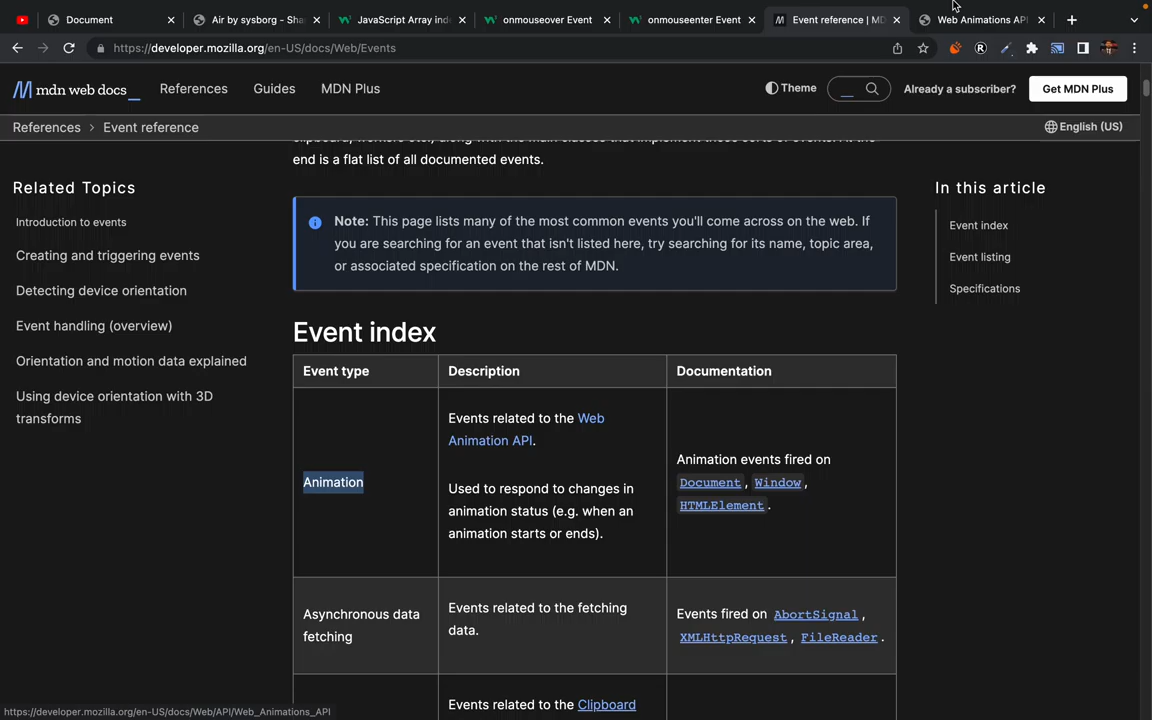 Document
Air by sysborg - Sha
JavaScript Array ind
onmouseover Event
onmouseenter Event
Event reference | MD
Web Animations API
https://developer.mozilla.org/en-US/docs/Web/Events
mdn web docs_
References
Guides
MDN Plus
Theme
Already a subscriber?
Get MDN Plus
References > Event reference
English (US)
end is a flat list of all documented events.
Related Topics
Introduction to events
Creating and triggering events
Detecting device orientation
Event handling (overview)
Orientation and motion data explained
Using device orientation with 3D
transforms
Note: This page lists many of the most common events you'll come across on the web. If
you are searching for an event that isn't listed here, try searching for its name, topic area,
or associated specification on the rest of MDN.
Event index
Event type
Description
Documentation
Animation
Events related to the Web
Animation API.
Used to respond to changes in
animation status (e.g. when an
animation starts or ends).
Animation events fired on
Document, Window,
HTMLElement.
Asynchronous data
fetching
Events related to the fetching
data.
Events fired on AbortSignal,
XMLHttpRequest, FileReader.
Events related to the Clipboard
In this article
Event index
Event listing
Specifications
https://developer.mozilla.org/en-US/docs/Web/API/Web_Animations_API